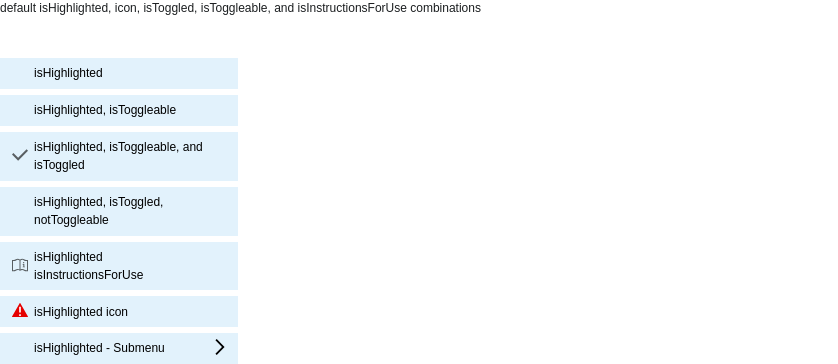 default isHighlighted, icon, isToggled, isToggleable, and isInstructionsForUse combinations
isHighlighted
isHighlighted, isToggleable
isHighlighted, isToggleable, and
isToggled
isHighlighted, isToggled,
notToggleable
isHighlighted
isInstructionsForUse
isHighlighted icon
isHighlighted - Submenu